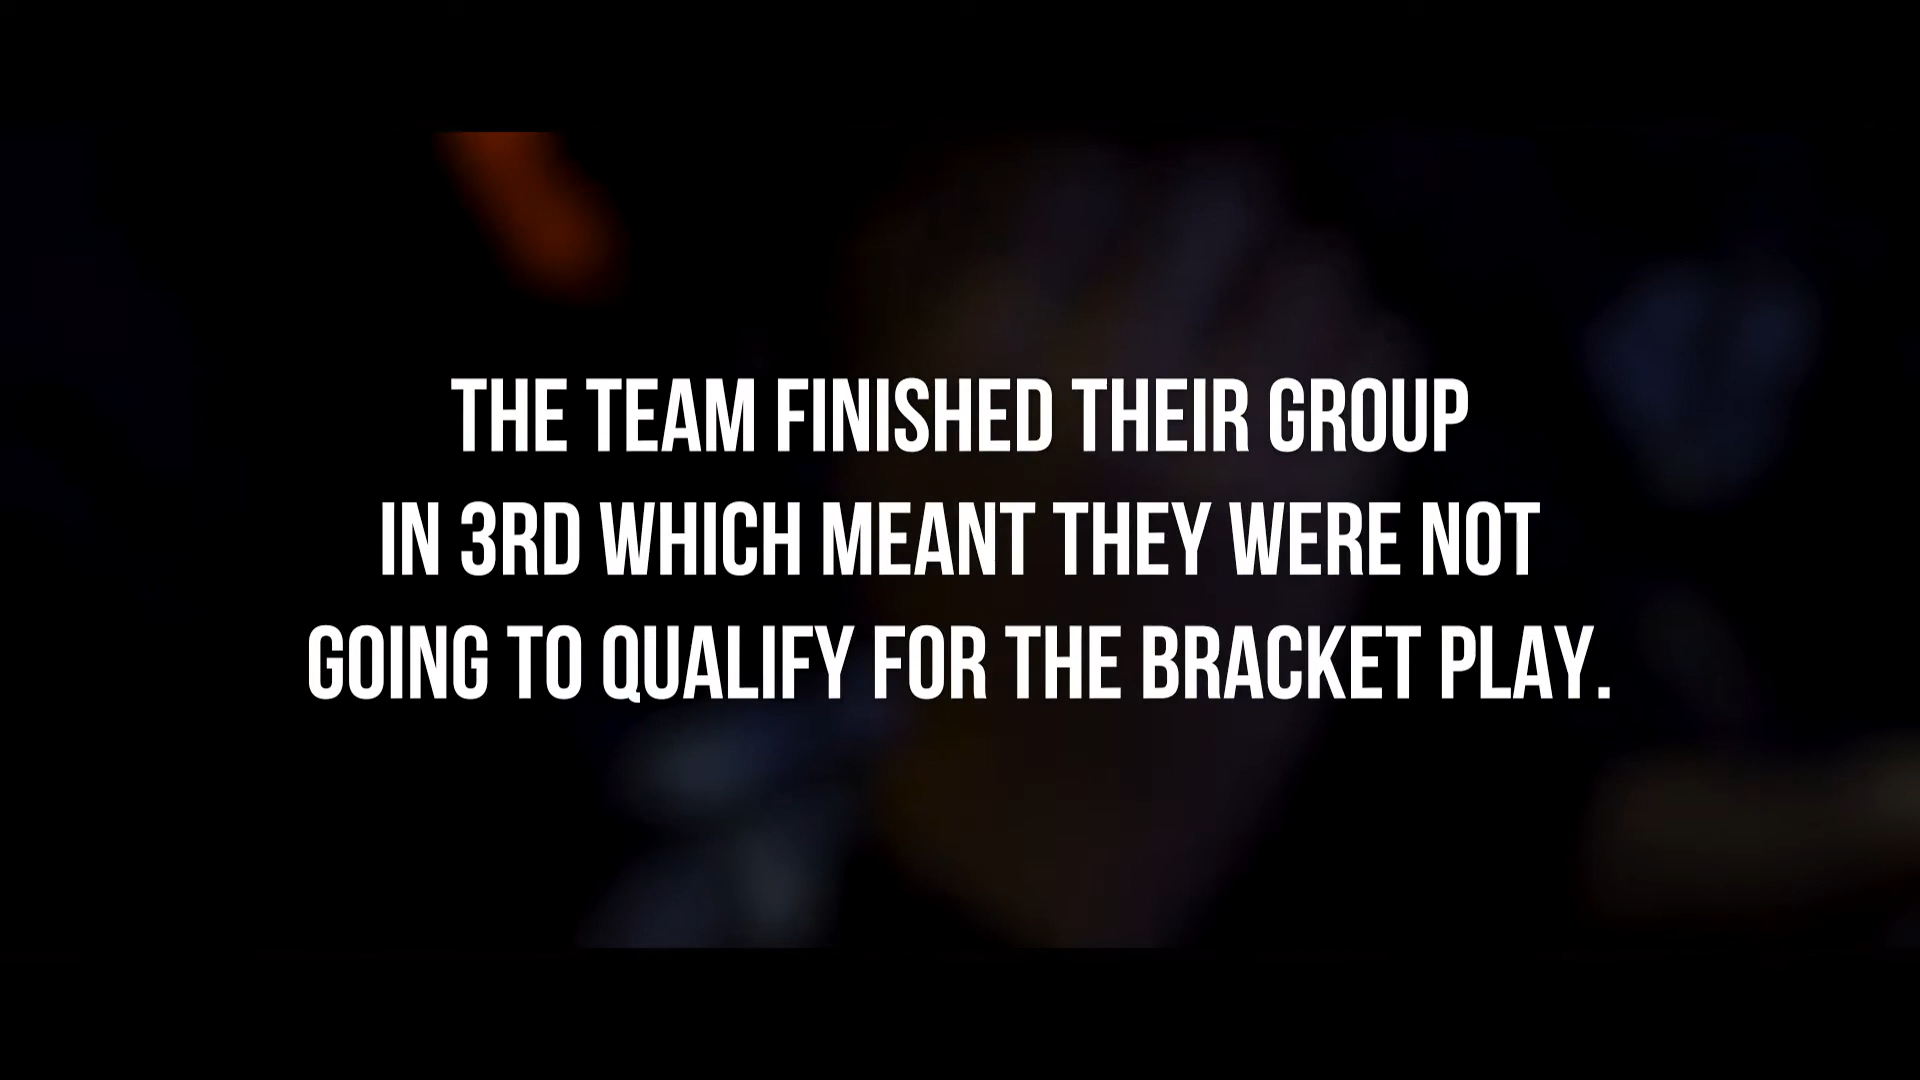 THE TEAM FINISHED THEIR GROUP
IN 3RD WHICH MEANT THEY WERE NOT
GOING TO QUALIFY FOR THE BRACKET PLAY.